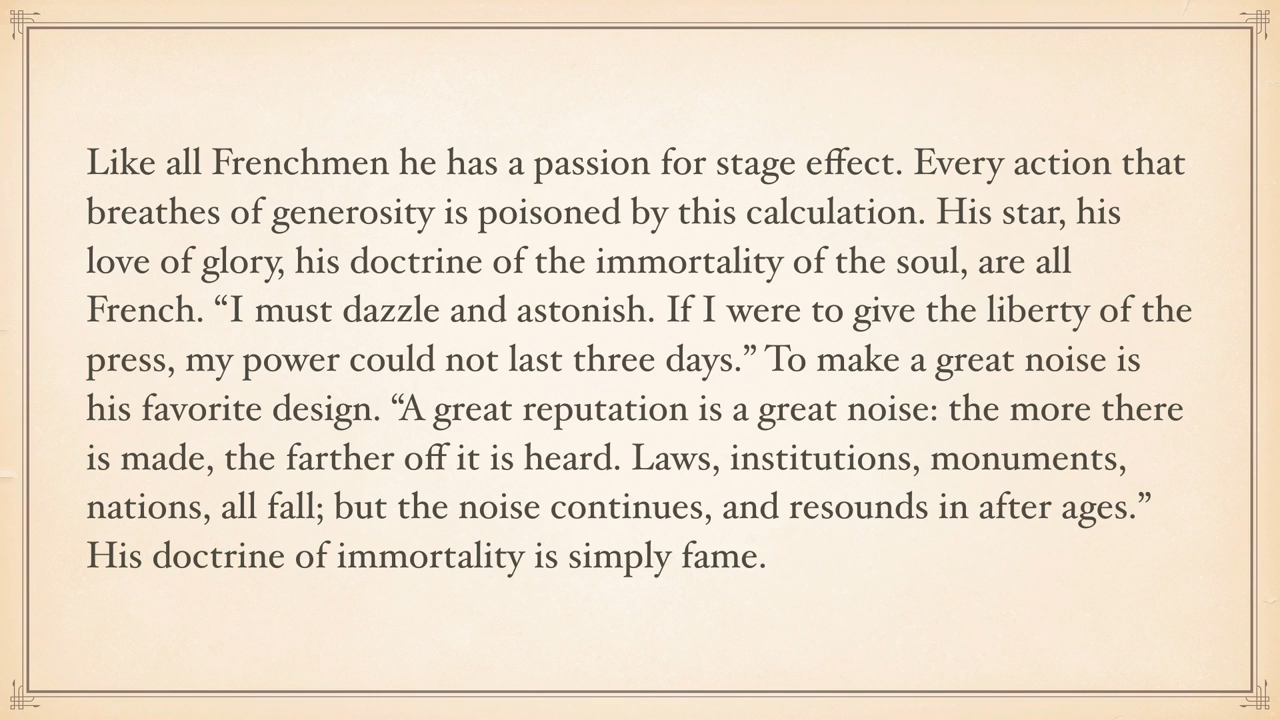 Like all Frenchmen he has a passion for stage effect. Every action that
breathes of generosity is poisoned by this calculation. His star, his
love of glory, his doctrine of the immortality of the soul, are all
French. “I must dazzle and astonish. If I were to give the liberty of the
press, my power could not last three days.” To make a great noise is
his favorite design. “A great reputation is a great noise: the more there
is made, the farther off it is heard. Laws, institutions, monuments,
nations, all fall; but the noise continues, and resounds in after ages.”
His doctrine of immortality is simply fame.